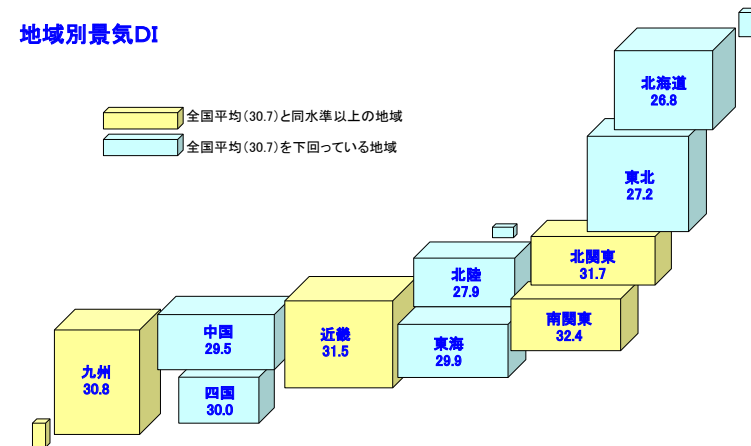 地域別景気DI
全国平均(30.7)と同水準以上の地域
全国平均(30.7)を下回っている地域
北海道
26.8
東北
27.2
北関東
31.7
北陸
27.9
南関東
32.4
東海
29.9
近畿
31.5
中国
29.5
四国
30.0
九州
30.8